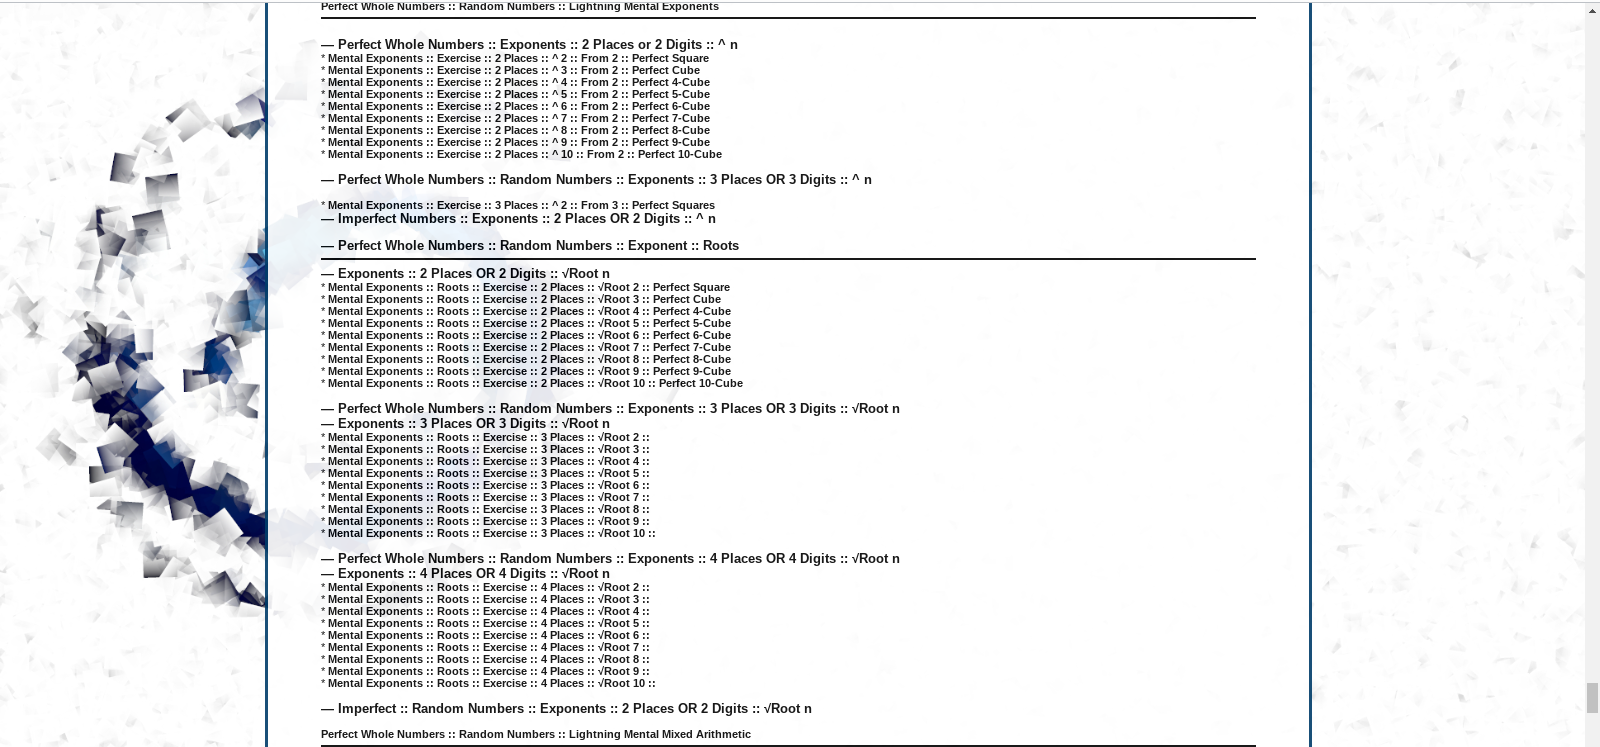 Perfect Whole Numbers :: Random Numbers :: Lightning Mental Exponents
— Perfect Whole Numbers :: Exponents :: 2 Places or 2 Digits :: ^ n
* Mental Exponents :: Exercise :: 2 Places :: ^ 2 :: From 2 :: Perfect Square
* Mental Exponents :: Exercise :: 2 Places :: ^ 3 :: From 2 :: Perfect Cube
* Mental Exponents :: Exercise :: 2 Places :: ^ 4 :: From 2 :: Perfect 4-Cube
* Mental Exponents :: Exercise :: 2 Places :: ^ 5 :: From 2 :: Perfect 5-Cube
* Mental Exponents :: Exercise :: 2 Places :: ^ 6 :: From 2 :: Perfect 6-Cube
* Mental Exponents :: Exercise :: 2 Places :: ^ 7 :: From 2 :: Perfect 7-Cube
* Mental Exponents :: Exercise :: 2 Places :: ^ 8 :: From 2 :: Perfect 8-Cube
* Mental Exponents :: Exercise :: 2 Places :: ^ 9 :: From 2 :: Perfect 9-Cube
* Mental Exponents :: Exercise :: 2 Places :: ^ 10 :: From 2 :: Perfect 10-Cube
— Perfect Whole Numbers :: Random Numbers :: Exponents :: 3 Places OR 3 Digits :: ^ n
* Mental Exponents :: Exercise :: 3 Places :: ^ 2 :: From 3 :: Perfect Squares
— Imperfect Numbers :: Exponents :: 2 Places OR 2 Digits :: ^ n
— Perfect Whole Numbers :: Random Numbers :: Exponent :: Roots
— Exponents :: 2 Places OR 2 Digits :: √Root n
* Mental Exponents :: Roots :: Exercise :: 2 Places :: √Root 2 :: Perfect Square
* Mental Exponents :: Roots :: Exercise :: 2 Places :: √Root 3 :: Perfect Cube
* Mental Exponents :: Roots :: Exercise :: 2 Places :: √Root 4 :: Perfect 4-Cube
* Mental Exponents :: Roots :: Exercise :: 2 Places :: √Root 5 :: Perfect 5-Cube
* Mental Exponents :: Roots :: Exercise :: 2 Places :: √Root 6 :: Perfect 6-Cube
* Mental Exponents :: Roots :: Exercise :: 2 Places :: √Root 7 :: Perfect 7-Cube
* Mental Exponents :: Roots :: Exercise :: 2 Places :: √Root 8 :: Perfect 8-Cube
* Mental Exponents :: Roots :: Exercise :: 2 Places :: √Root 9 :: Perfect 9-Cube
* Mental Exponents :: Roots :: Exercise :: 2 Places :: √Root 10 :: Perfect 10-Cube
— Perfect Whole Numbers :: Random Numbers :: Exponents :: 3 Places OR 3 Digits :: √Root n
— Exponents :: 3 Places OR 3 Digits :: √Root n
* Mental Exponents :: Roots :: Exercise :: 3 Places :: √Root 2 ::
* Mental Exponents :: Roots :: Exercise :: 3 Places :: √Root 3 ::
* Mental Exponents :: Roots :: Exercise :: 3 Places :: √Root 4 ::
* Mental Exponents :: Roots :: Exercise :: 3 Places :: √Root 5 ::
* Mental Exponents :: Roots :: Exercise :: 3 Places :: √Root 6 ::
* Mental Exponents :: Roots :: Exercise :: 3 Places :: √Root 7 ::
* Mental Exponents :: Roots :: Exercise :: 3 Places :: √Root 8 ::
* Mental Exponents :: Roots :: Exercise :: 3 Places :: √Root 9 ::
* Mental Exponents :: Roots :: Exercise :: 3 Places :: √Root 10 ::
— Perfect Whole Numbers :: Random Numbers :: Exponents :: 4 Places OR 4 Digits :: √Root n
— Exponents :: 4 Places OR 4 Digits :: √Root n
* Mental Exponents :: Roots :: Exercise :: 4 Places :: √Root 2 ::
* Mental Exponents :: Roots :: Exercise :: 4 Places :: √Root 3 ::
* Mental Exponents :: Roots :: Exercise :: 4 Places :: √Root 4 ::
* Mental Exponents :: Roots :: Exercise :: 4 Places :: √Root 5 ::
* Mental Exponents :: Roots :: Exercise :: 4 Places :: √Root 6 ::
* Mental Exponents :: Roots :: Exercise :: 4 Places :: √Root 7 ::
* Mental Exponents :: Roots :: Exercise :: 4 Places :: √Root 8 ::
* Mental Exponents :: Roots :: Exercise :: 4 Places :: √Root 9 ::
* Mental Exponents :: Roots :: Exercise :: 4 Places :: √Root 10 ::
— Imperfect :: Random Numbers :: Exponents :: 2 Places OR 2 Digits :: √Root n
Perfect Whole Numbers :: Random Numbers :: Lightning Mental Mixed Arithmetic